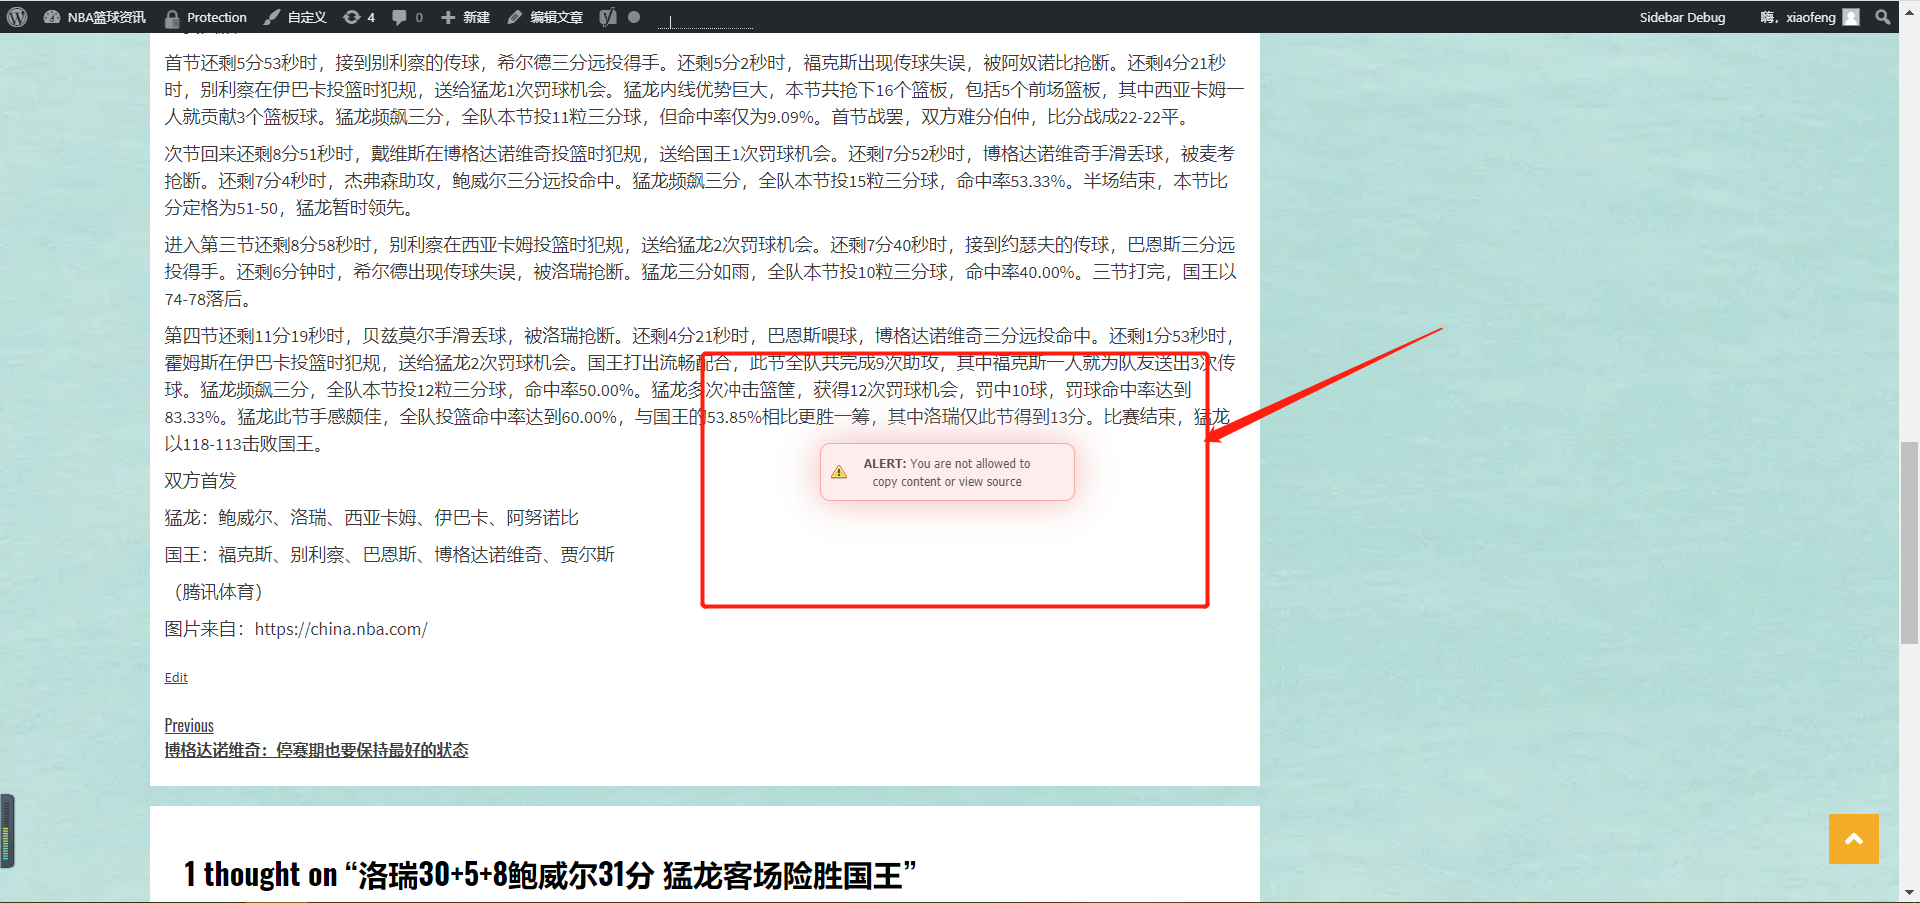 NBA篮球资讯 Protection 自定义 4 0 新建 编辑文章 Sidebar Debug 嗨，xiaofeng
首节还剩5分53秒时，接到别利察的传球，希尔德三分远投得手。还剩5分2秒时，福克斯出现传球失误，被阿奴诺比抢断。还剩4分21秒
时，别利察在伊巴卡投篮时犯规，送给猛龙1次罚球机会。猛龙内线优势巨大，本节共抢下16个篮板，包括5个前场篮板，其中西亚卡姆一
人就贡献3个篮板球。猛龙频飙三分，全队本节投11粒三分球，但命中率仅为9.09%。首节战罢，双方难分伯仲，比分战成22-22平。
次节回来还剩8分51秒时，戴维斯在博格达诺维奇投篮时犯规，送给国王1次罚球机会。还剩7分52秒时，博格达诺维奇手滑丢球，被麦考
抢断。还剩7分4秒时，杰弗森助攻，鲍威尔三分远投命中。猛龙频飙三分，全队本节投15粒三分球，命中率53.33%。半场结束，本节比
分定格为51-50，猛龙暂时领先。
进入第三节还剩8分58秒时，别利察在西亚卡姆投篮时犯规，送给猛龙2次罚球机会。还剩7分40秒时，接到约瑟夫的传球，巴恩斯三分远
投得手。还剩6分钟时，希尔德出现传球失误，被洛瑞抢断。猛龙三分如雨，全队本节投10粒三分球，命中率40.00%。三节打完，国王以
74-78落后。
第四节还剩11分19秒时，贝兹莫尔手滑丢球，被洛瑞抢断。还剩4分21秒时，巴恩斯喂球，博格达诺维奇三分远投命中。还剩1分53秒时，
霍姆斯在伊巴卡投篮时犯规，送给猛龙2次罚球机会。国王打出流畅配合，此节全队共完成9次助攻，其中福克斯一人就为队友送出3次传
球。猛龙频飙三分，全队本节投12粒三分球，命中率50.00%。猛龙多次冲击篮筐，获得12次罚球机会，罚中10球，罚球命中率达到
83.33%。猛龙此节手感颇佳，全队投篮命中率达到60.00%，与国王的53.85%相比更胜一筹，其中洛瑞仅此节得到13分。比赛结束，猛龙
以118-113击败国王。
ALERT: You are not allowed to
copy content or view source
双方首发
猛龙：鲍威尔、洛瑞、西亚卡姆、伊巴卡、阿努诺比
国王：福克斯、别利察、巴恩斯、博格达诺维奇、贾尔斯
（腾讯体育）
图片来自：https://china.nba.com/
Edit
Previous
博格达诺维奇：停赛期也要保持最好的状态
1 thought on “洛瑞30+5+8鲍威尔31分 猛龙客场险胜国王”